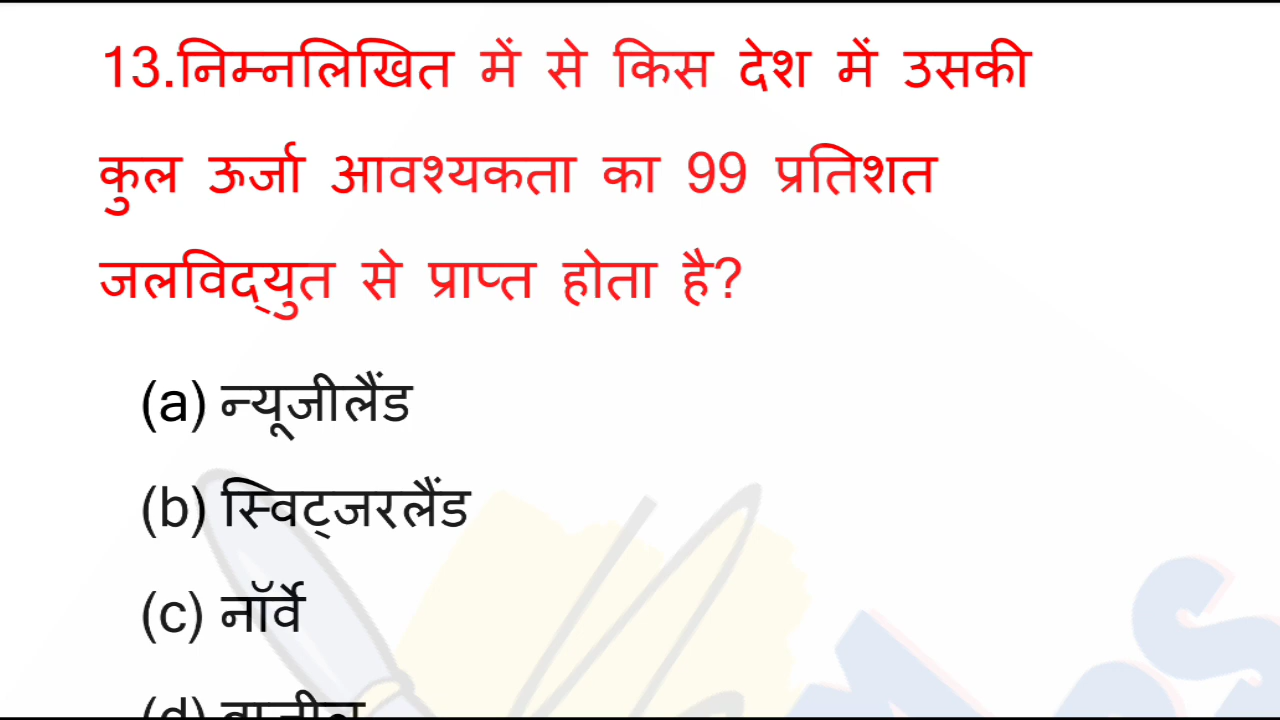 13.निम्नलिखित में से किस देश में उसकी
कुल ऊर्जा आवश्यकता का 99 प्रतिशत
जलविद्युत से प्राप्त होता है?
(a) न्यूजीलैंड
(b) स्विट्जरलैंड
(c) नॉर्वे
(d)